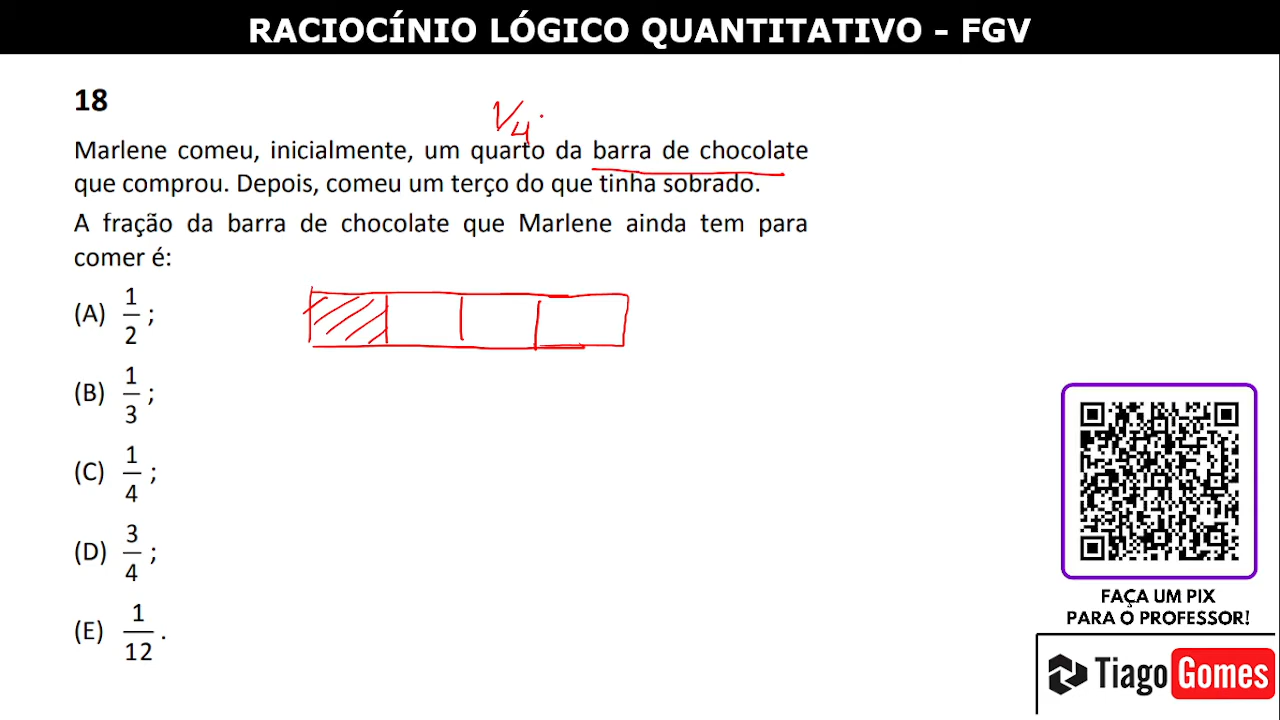 RACIOCÍNIO LÓGICO QUANTITATIVO - FGV
18
1/4
Marlene comeu, inicialmente, um quarto da barra de chocolate
que comprou. Depois, comeu um terço do que tinha sobrado.
A fração da barra de chocolate que Marlene ainda tem para
comer é:
(A) 1/2 ;
(B) 1/3 ;
(C) 1/4 ;
(D) 3/4 ;
(E) 1/12 .
FAÇA UM PIX
PARA O PROFESSOR!
Tiago Gomes